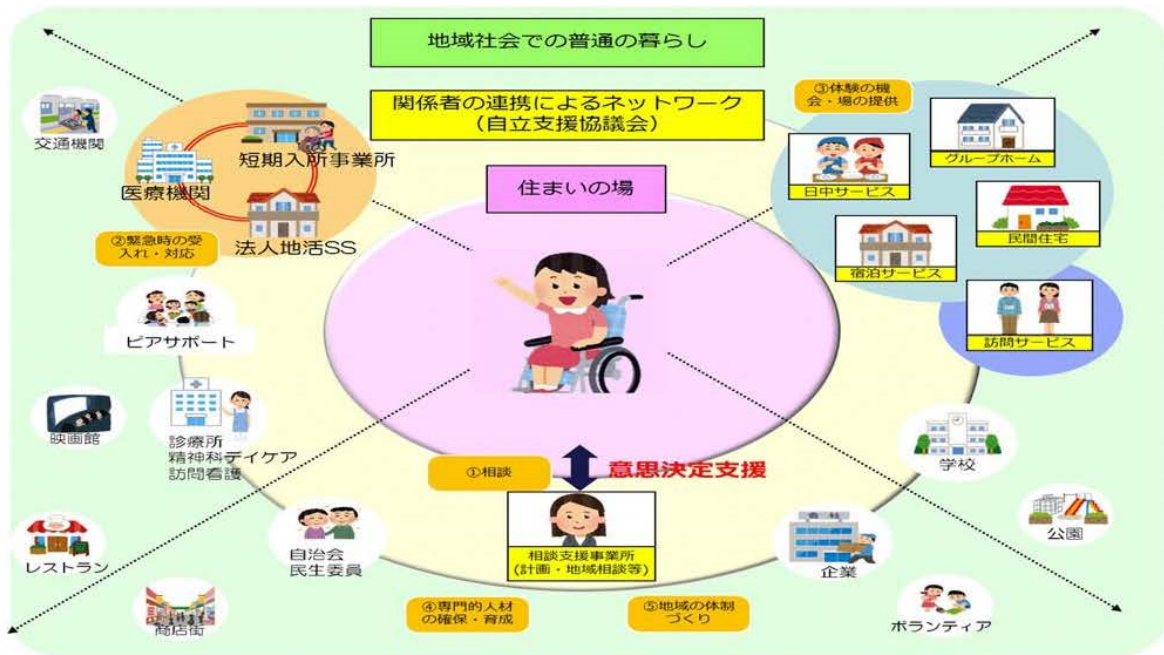 地域社会での普通の暮らし
関係者の連携によるネットワーク
(自立支援協議会)
住まいの場
交通機関
短期入所事業所
医療機関
法人地活SS
②緊急時の受
入れ・対応
③体験の機
会・場の提供
グループホーム
日中サービス
民間住宅
宿泊サービス
訪問サービス
ピアサポート
映画館
診療所
精神科デイケア
訪問看護
①相談
意思決定支援
学校
レストラン
自治会
民生委員
相談支援事業所
(計画・地域相談等)
会社
企業
公園
商店街
④専門的人材
の確保・育成
⑤地域の体制
づくり
ボランティア